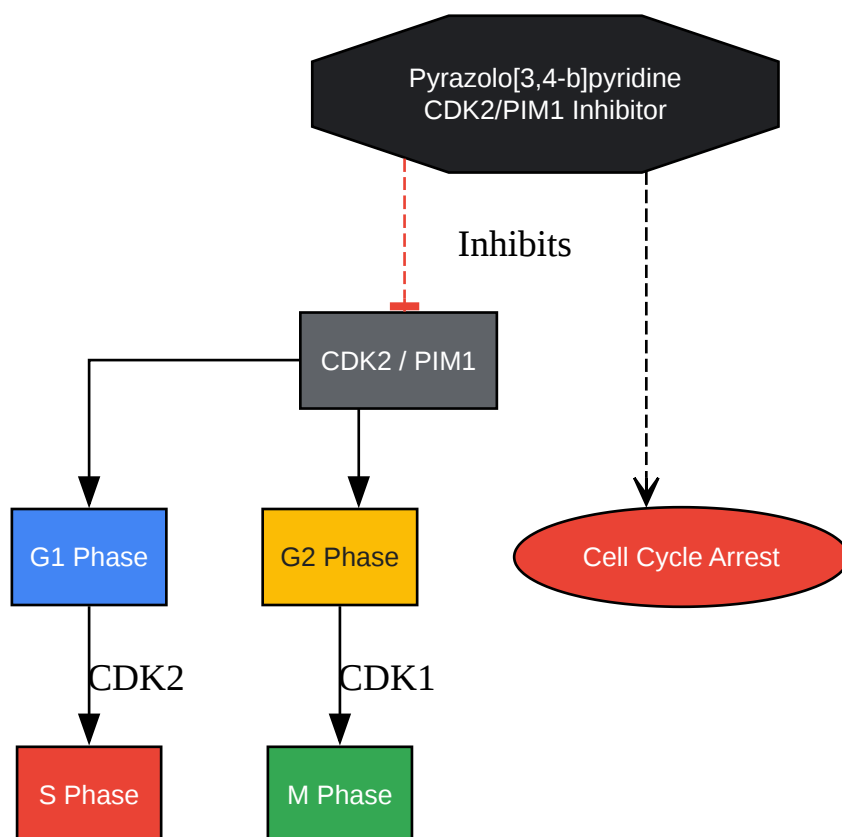 Pyrazolo[3,4-b]pyridine
CDK2/PIM1 Inhibitor
Inhibits
CDK2 / PIM1
G1 Phase
G2 Phase
Cell Cycle Arrest
CDK2
CDK1
S Phase
M Phase